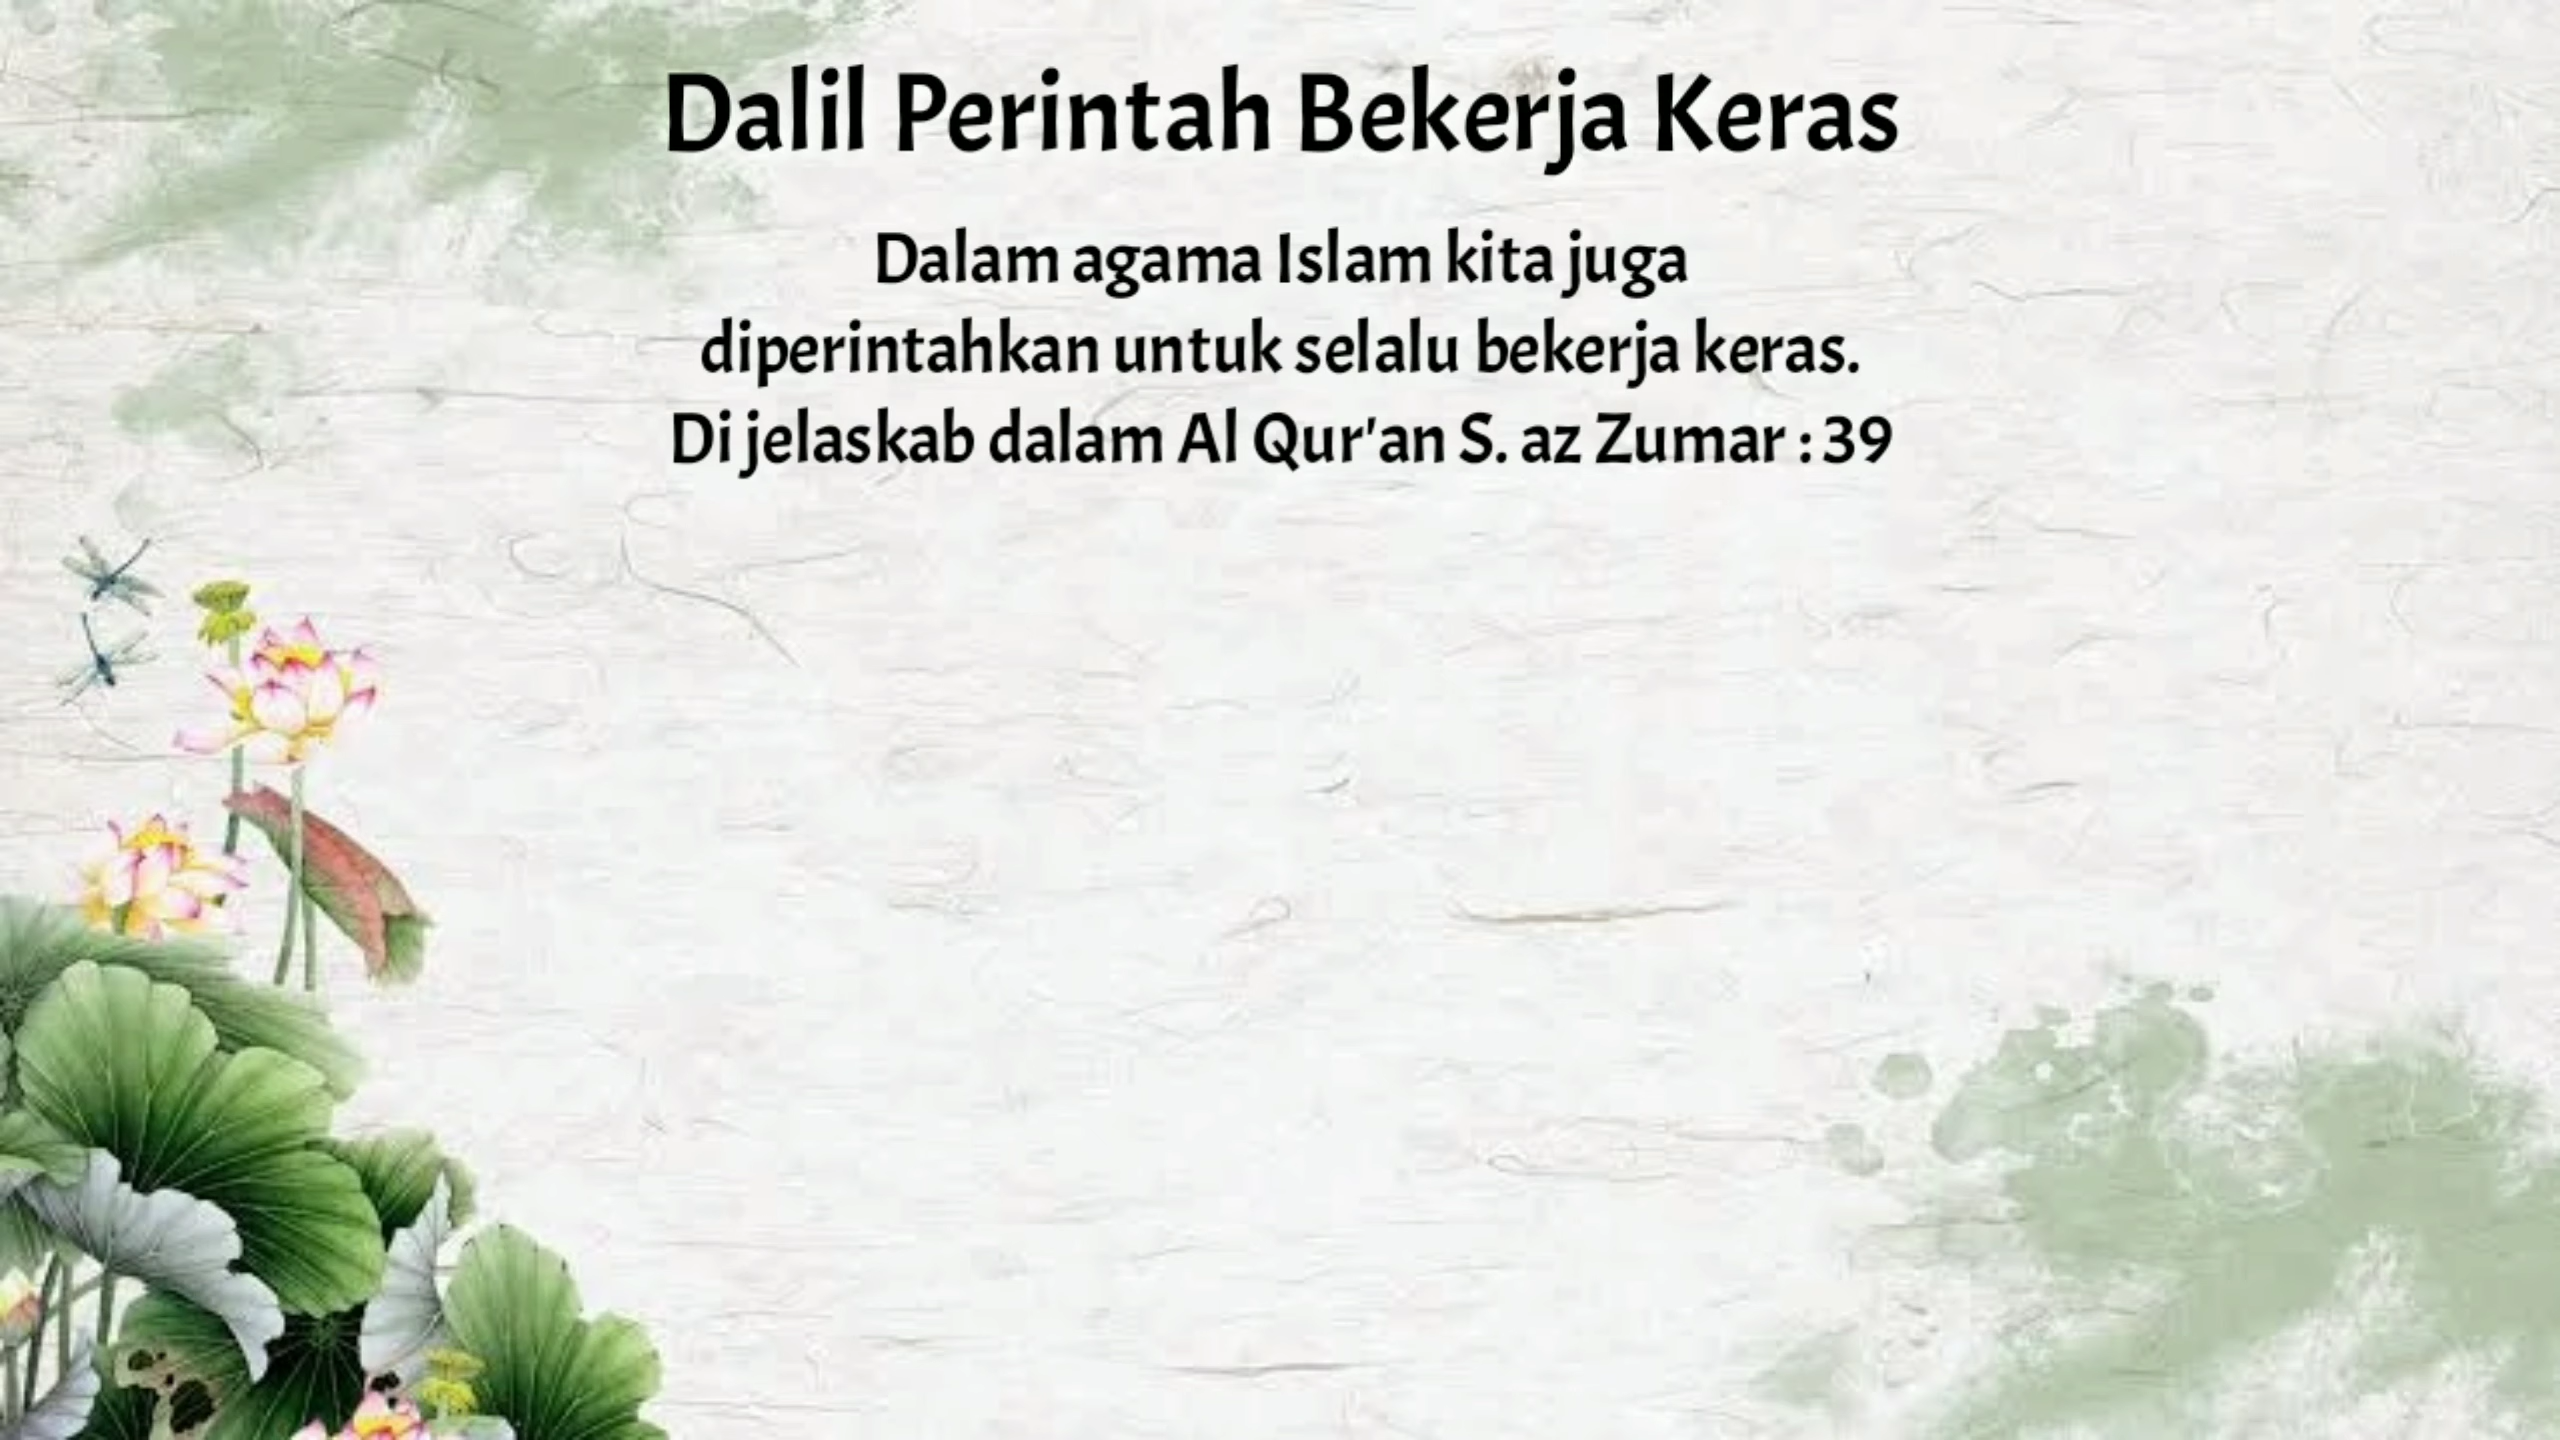 Dalil Perintah Bekerja Keras
Dalam agama Islam kita juga
diperintahkan untuk selalu bekerja keras.
Di jelaskab dalam Al Qur'an S. az Zumar : 39